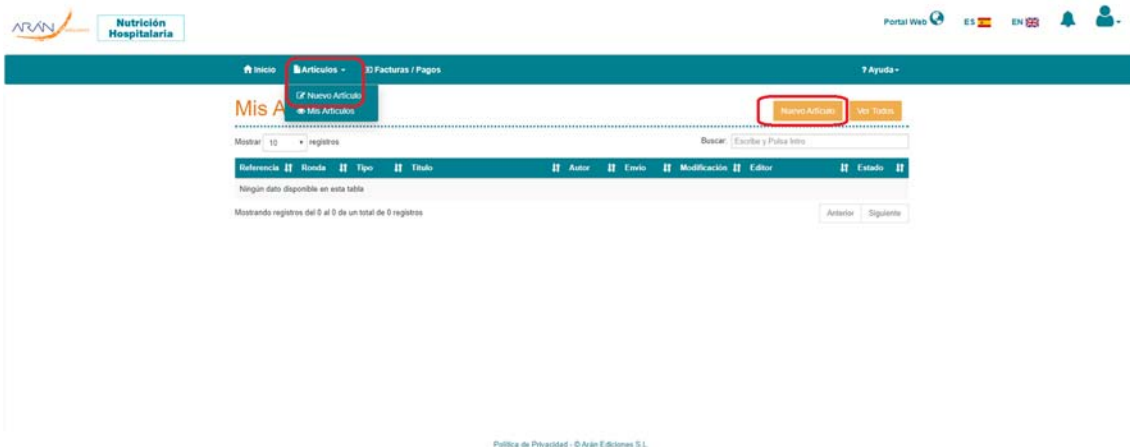 ARÁN
Nutrición
Hospitalaria
Portal Web
ES
EN
Inicio
Artículos
Facturas / Pagos
? Ayuda
Nuevo Artículo
Mis Artículos
Mis A
Nuevo Artículo
Ver Todos
Mostrar 10 registros
Buscar: Escribe y Pulsa Intro
Referencia Ronda Tipo Título Autor Envío Modificación Editor Estado
Ningún dato disponible en esta tabla
Mostrando registros del 0 al 0 de un total de 0 registros
Anterior Siguiente
Política de Privacidad - © Arán Ediciones S.L.